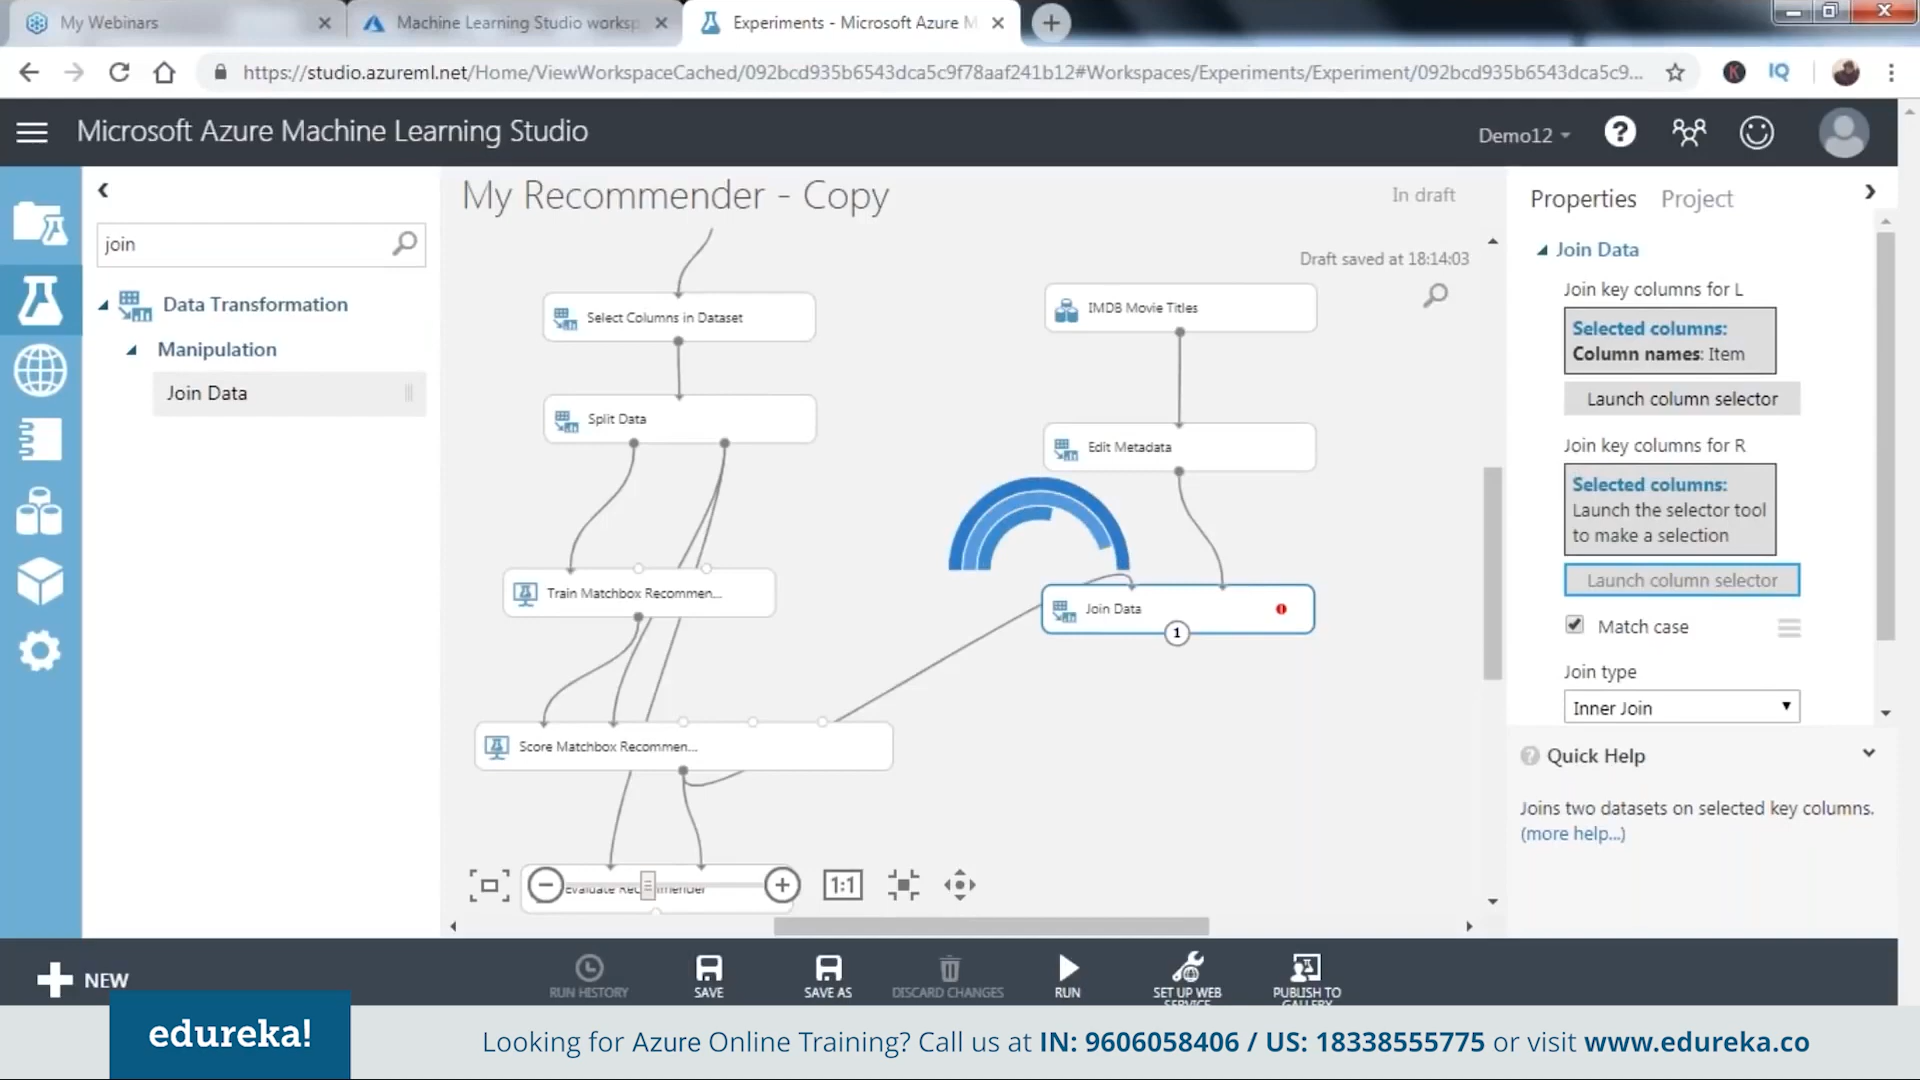 My Webinars
Machine Learning Studio worksp
Experiments - Microsoft Azure M
https://studio.azureml.net/Home/ViewWorkspaceCached/092bcd935b6543dca5c9f78aaf241b12#Workspaces/Experiments/Experiment/092bcd935b6543dca5c9...
K
IQ
Microsoft Azure Machine Learning Studio
Demo12
?
My Recommender - Copy
In draft
Properties
Project
join
Draft saved at 18:14:03
Data Transformation
Manipulation
Join Data
Select Columns in Dataset
Split Data
Train Matchbox Recommen...
Score Matchbox Recommen...
Evaluate Recommender
IMDB Movie Titles
Edit Metadata
Join Data
1
1:1
Join Data
Join key columns for L
Selected columns:
Column names: Item
Launch column selector
Join key columns for R
Selected columns:
Launch the selector tool
to make a selection
Launch column selector
Match case
Join type
Inner Join
? Quick Help
Joins two datasets on selected key columns.
(more help...)
NEW
RUN HISTORY
SAVE
SAVE AS
DISCARD CHANGES
RUN
SET UP WEB
SERVICE
PUBLISH TO
GALLERY
edureka!
Looking for Azure Online Training? Call us at IN: 9606058406 / US: 18338555775 or visit www.edureka.co